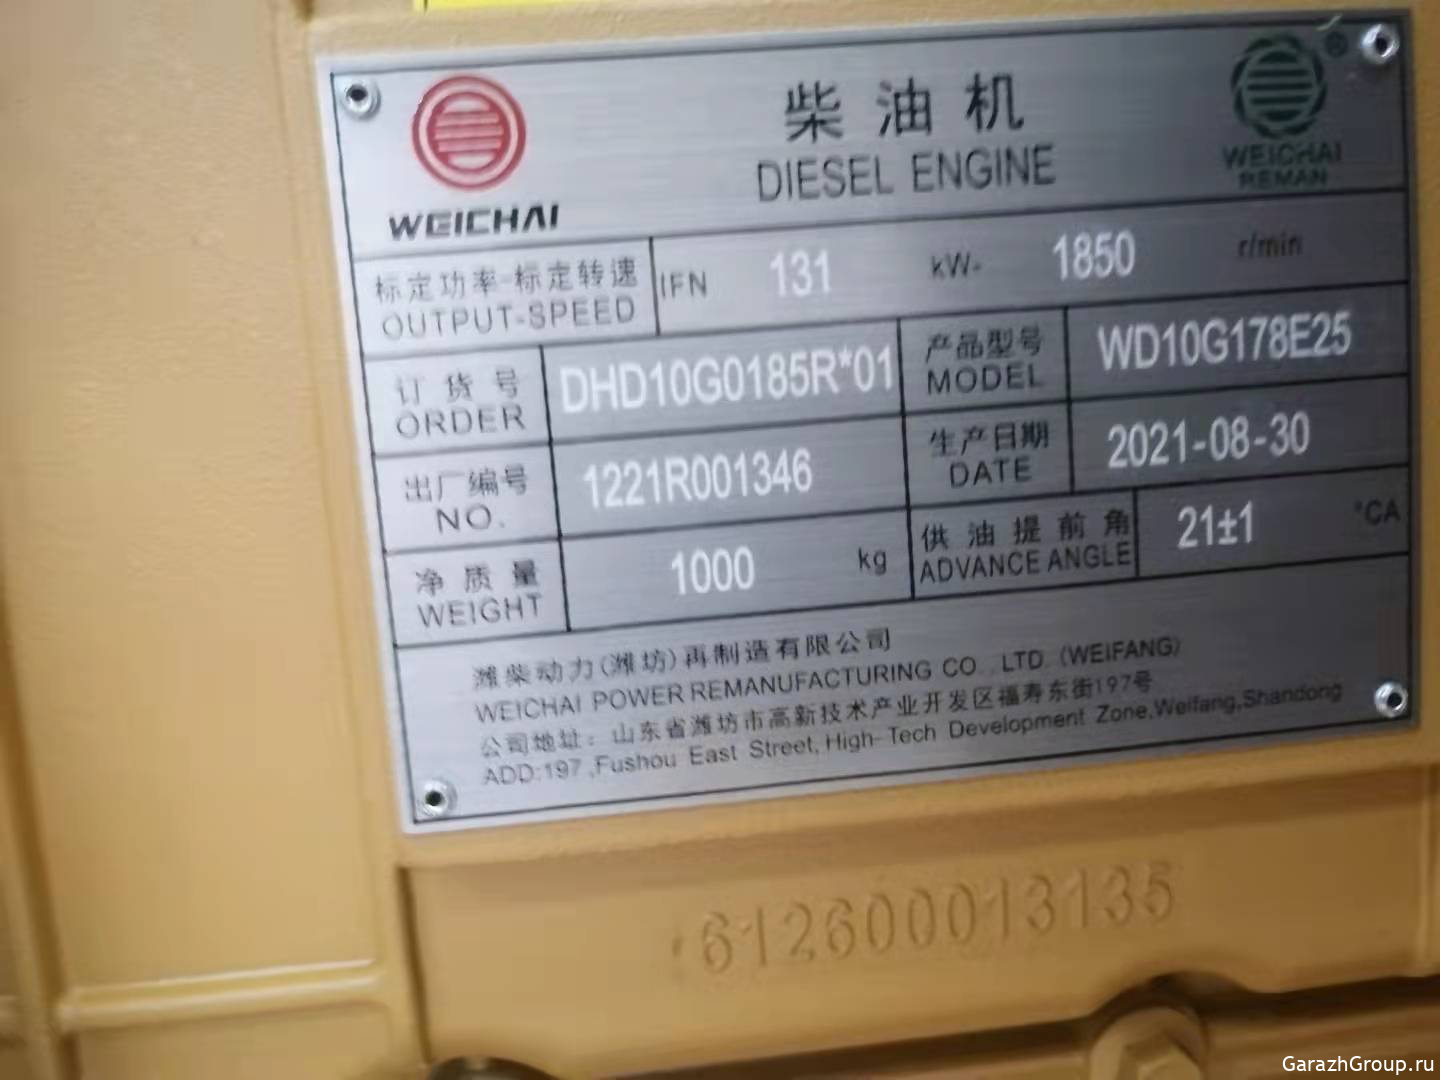 柴油机
DIESEL ENGINE
WEICHAI
®
WEICHAI
REMAN
标定功率-标定转速
OUTPUT-SPEED
IFN 131 kW- 1850 r/min
订货号
ORDER
DHD10G0185R*01
产品型号
MODEL
WD10G178E25
出厂编号
NO.
1221R001346
生产日期
DATE
2021-08-30
净质量
WEIGHT
1000 kg
供油提前角
ADVANCE ANGLE
21±1 °CA
潍柴动力(潍坊)再制造有限公司
WEICHAI POWER REMANUFACTURING CO., LTD. (WEIFANG)
公司地址：山东省潍坊市高新技术产业开发区福寿东街197号
ADD:197 ,Fushou East Street, High-Tech Development Zone,Weifang,Shandong
612600013135
GarazhGroup.ru